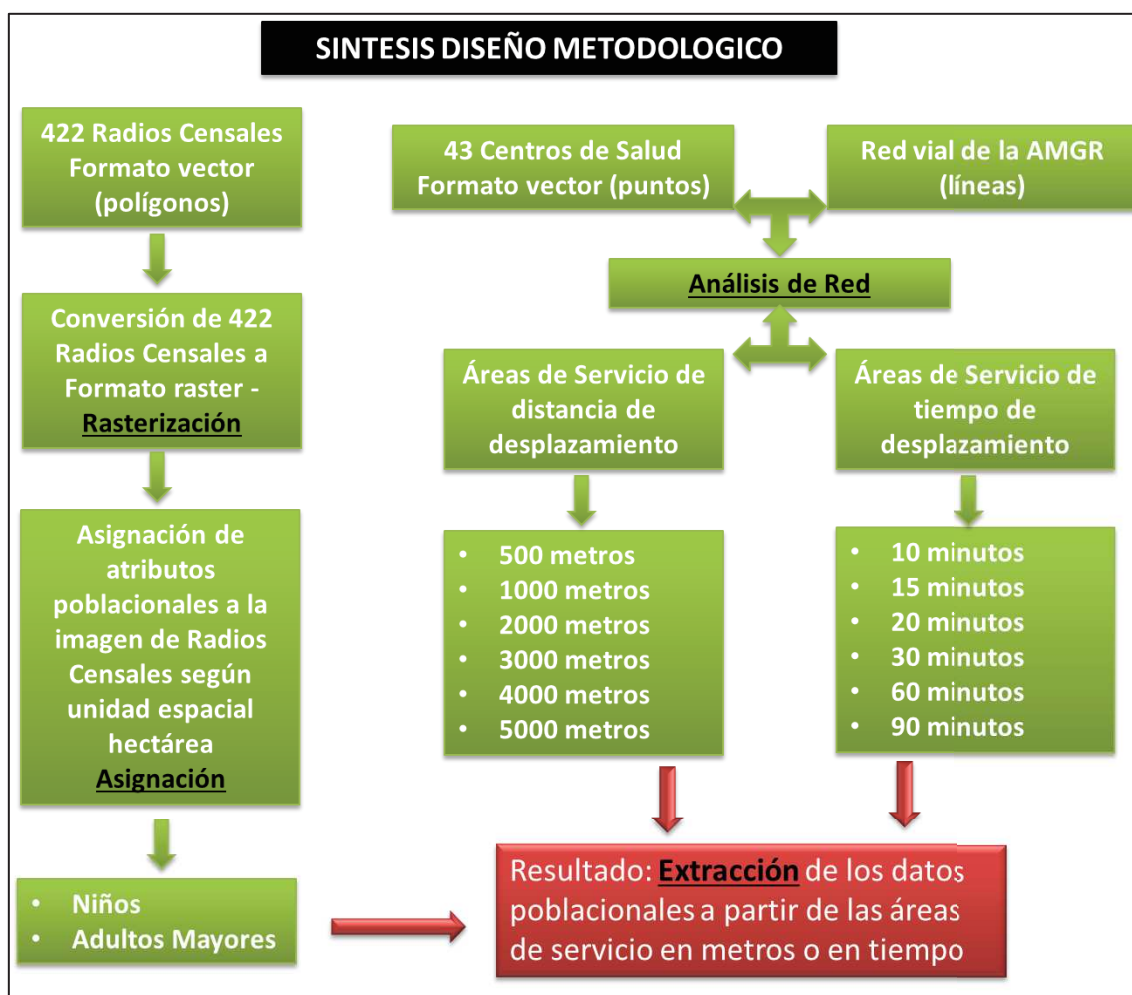 SINTESIS DISEÑO METODOLOGICO
422 Radios Censales
Formato vector
(polígonos)
Conversión de 422
Radios Censales a
Formato raster -
Rasterización
Asignación de
atributos
poblacionales a la
imagen de Radios
Censales según
unidad espacial
hectárea
Asignación
• Niños
• Adultos Mayores
43 Centros de Salud
Formato vector (puntos)
Red vial de la AMGR
(líneas)
Análisis de Red
Áreas de Servicio de
distancia de
desplazamiento
Áreas de Servicio de
tiempo de
desplazamiento
• 500 metros
• 1000 metros
• 2000 metros
• 3000 metros
• 4000 metros
• 5000 metros
• 10 minutos
• 15 minutos
• 20 minutos
• 30 minutos
• 60 minutos
• 90 minutos
Resultado: Extracción de los datos
poblacionales a partir de las áreas
de servicio en metros o en tiempo